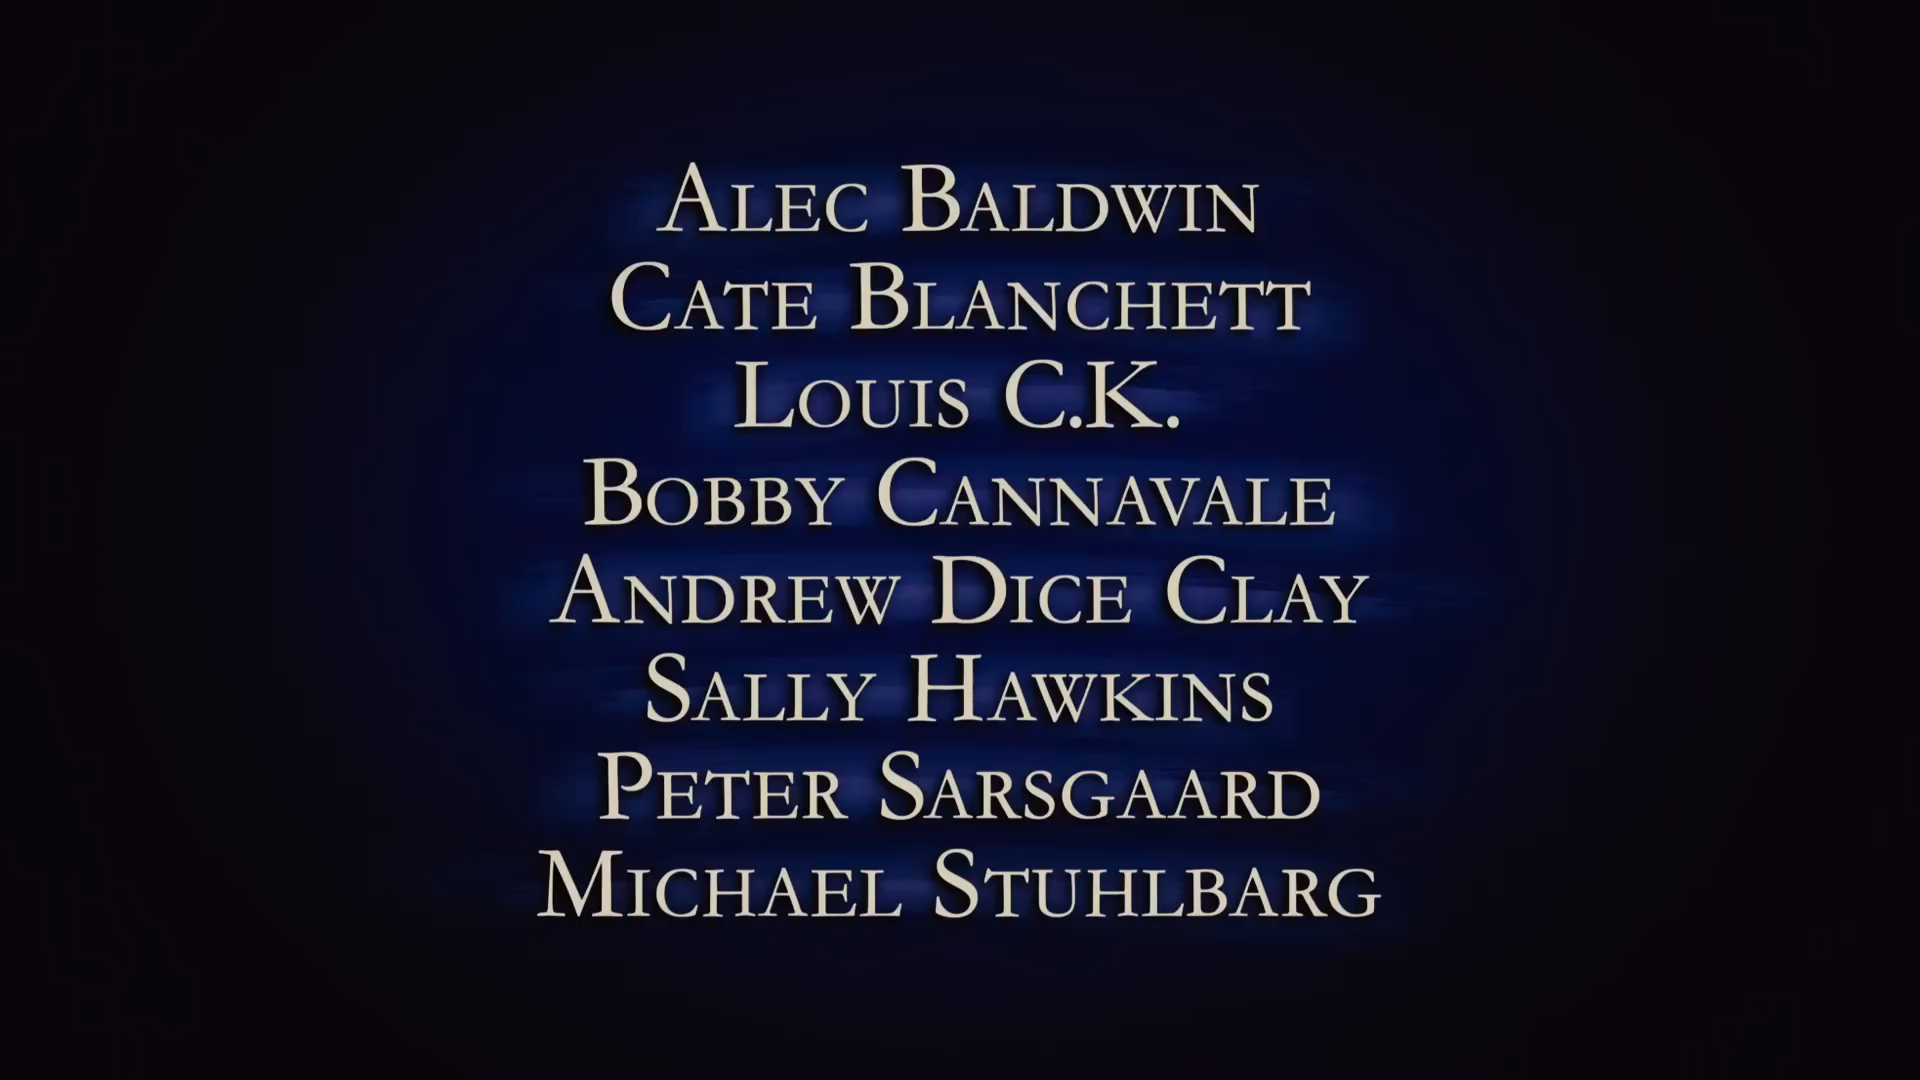 Alec Baldwin
Cate Blanchett
Louis C.K.
Bobby Cannavale
Andrew Dice Clay
Sally Hawkins
Peter Sarsgaard
Michael Stuhlbarg